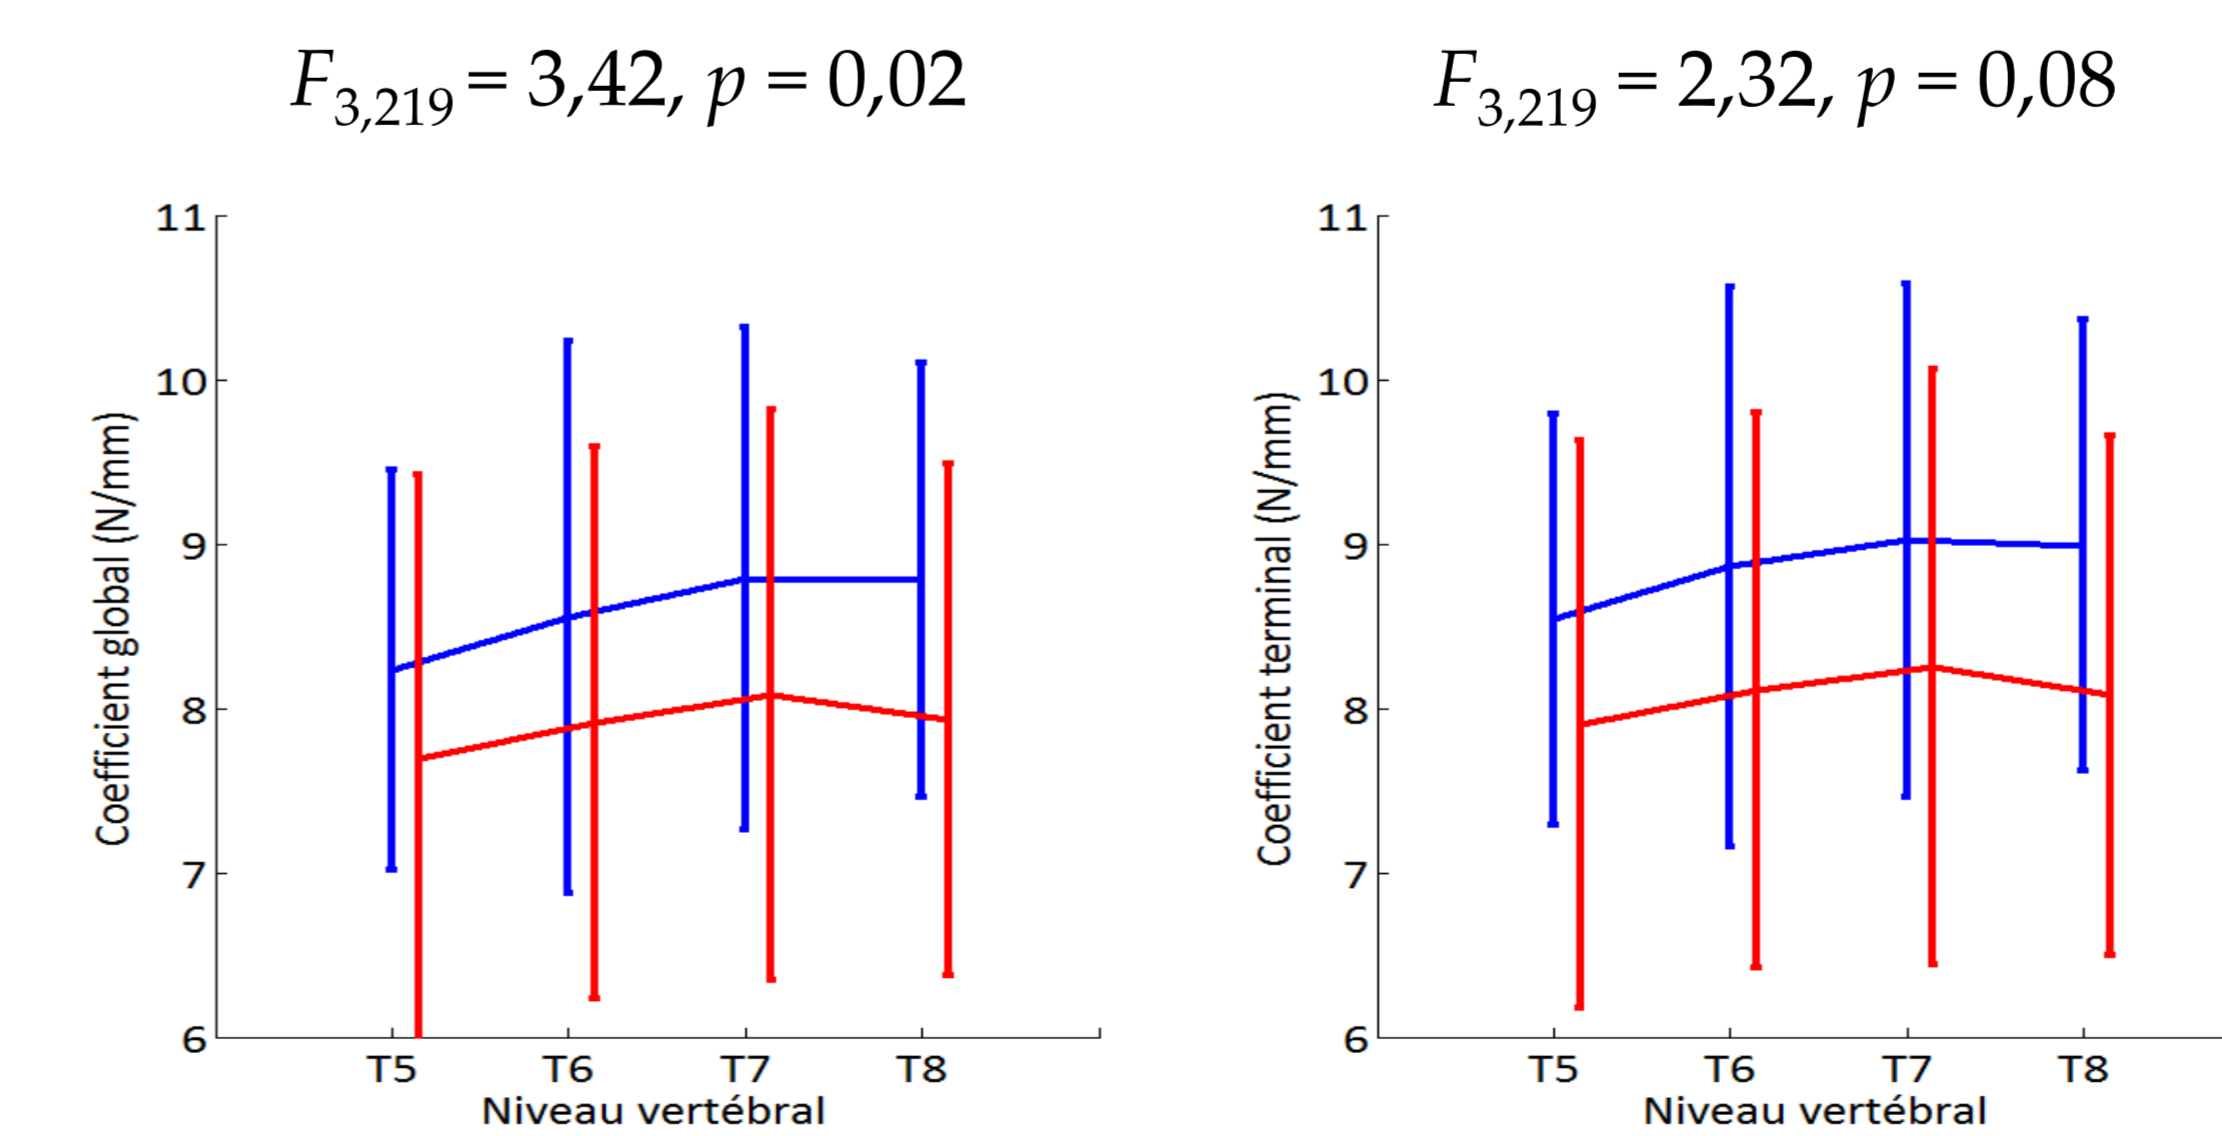 F3,219 = 3,42, p = 0,02
F3,219 = 2,32, p = 0,08
11
10
9
8
7
6
Coefficient global (N/mm)
T5 T6 T7 T8
Niveau vertébral
11
10
9
8
7
6
Coefficient terminal (N/mm)
T5 T6 T7 T8
Niveau vertébral